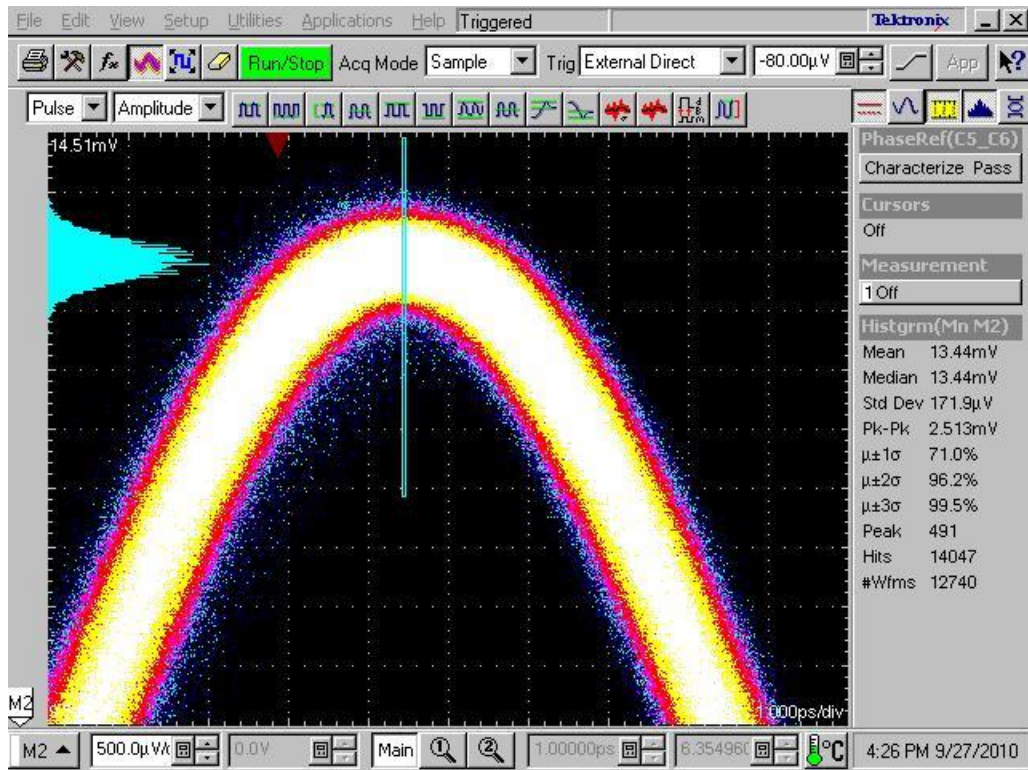 File Edit View Setup Utilities Applications Help Triggered Tektronix
Run/Stop Acq Mode Sample Trig External Direct -80.00µV App
Pulse Amplitude
14.51mV
PhaseRef(C5_C6)
Characterize Pass
Cursors
Off
Measurement
1 Off
Histgrm(Mn M2)
Mean 13.44mV
Median 13.44mV
Std Dev 171.9µV
Pk-Pk 2.513mV
µ±1σ 71.0%
µ±2σ 96.2%
µ±3σ 99.5%
Peak 491
Hits 14047
#Wfms 12740
M2
1.000ps/div
M2 500.0µV/ 0.0V Main 1 2 1.00000ps 6.35496 °C 4:26 PM 9/27/2010